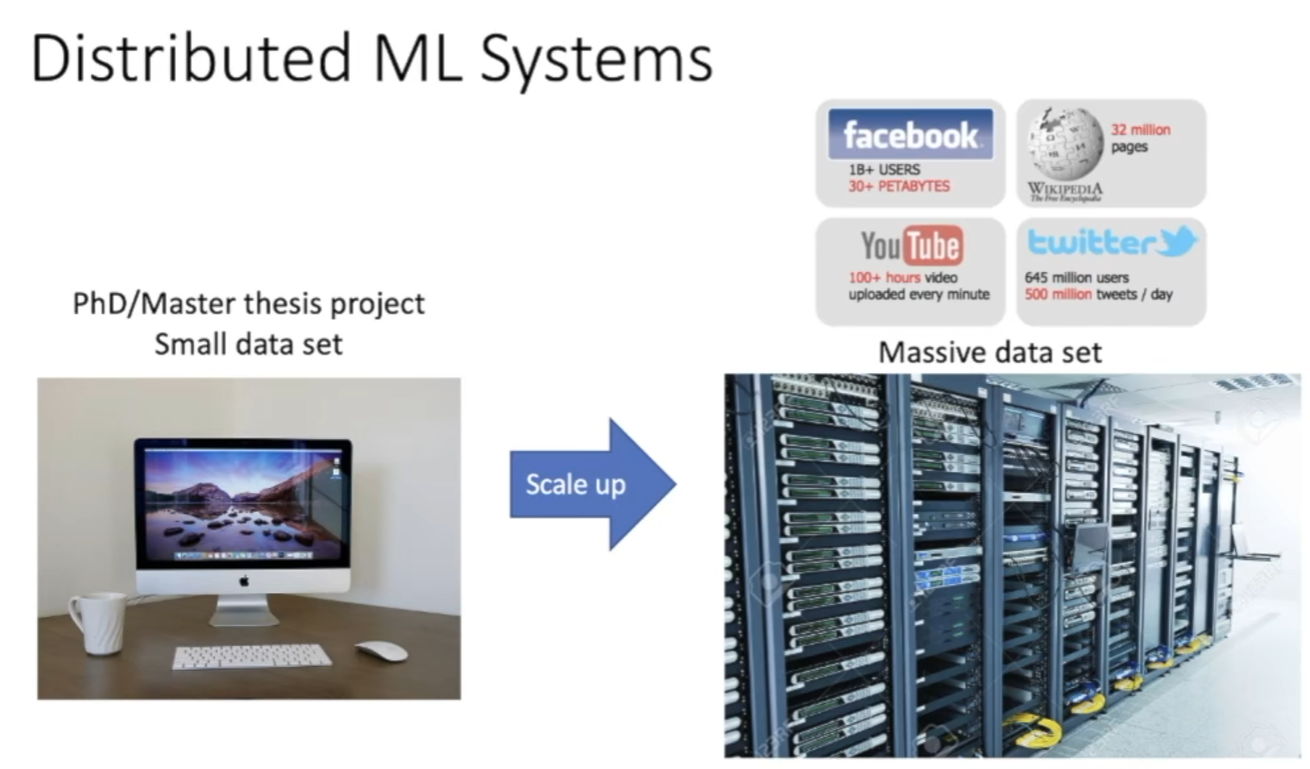 Distributed ML Systems
facebook
1B+ USERS
30+ PETABYTES
32 million
pages
WIKIPEDIA
The Free Encyclopedia
YouTube
100+ hours video
uploaded every minute
twitter
645 million users
500 million tweets / day
PhD/Master thesis project
Small data set
Massive data set
Scale up